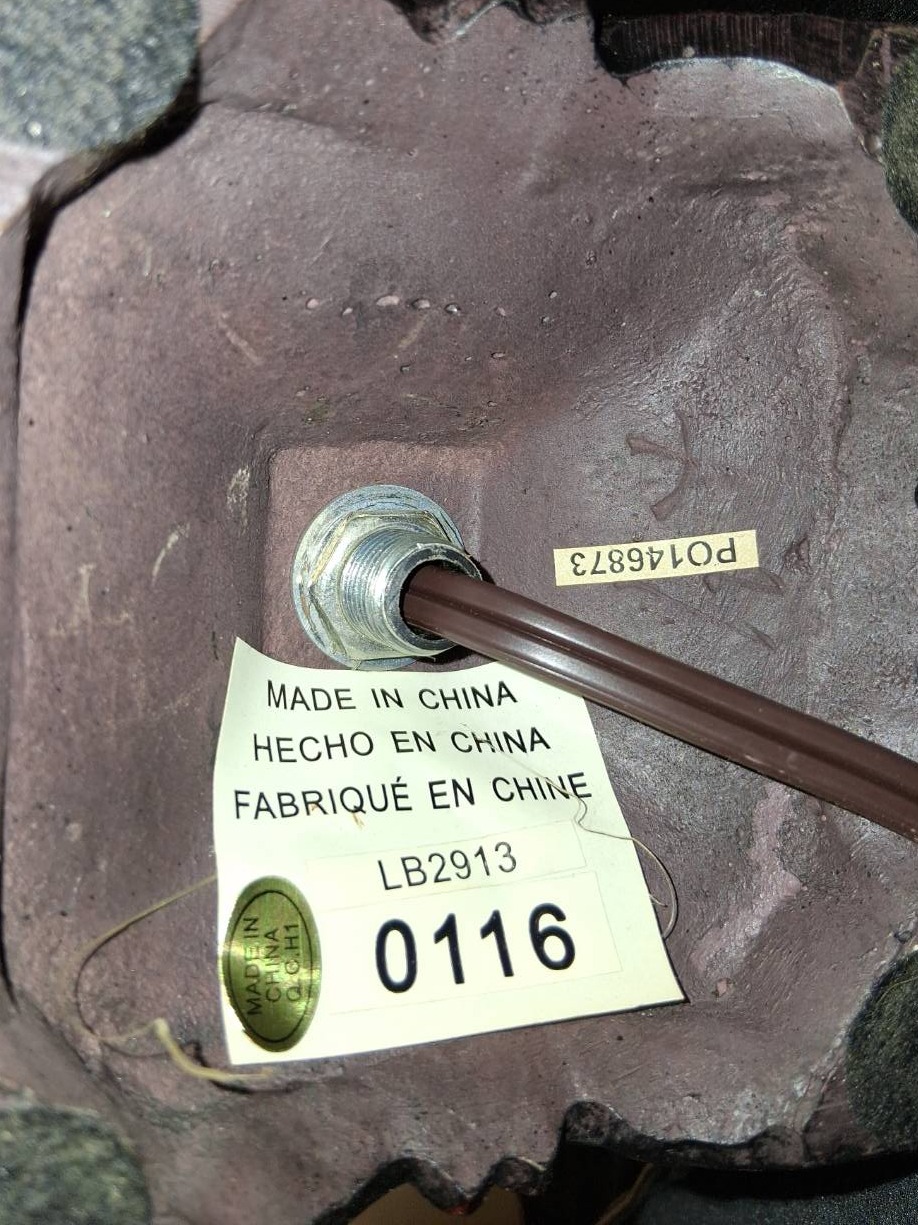 PO146873
MADE IN CHINA
HECHO EN CHINA
FABRIQUÉ EN CHINE
LB2913
0116
MADE IN
CHINA
Q.C.H1